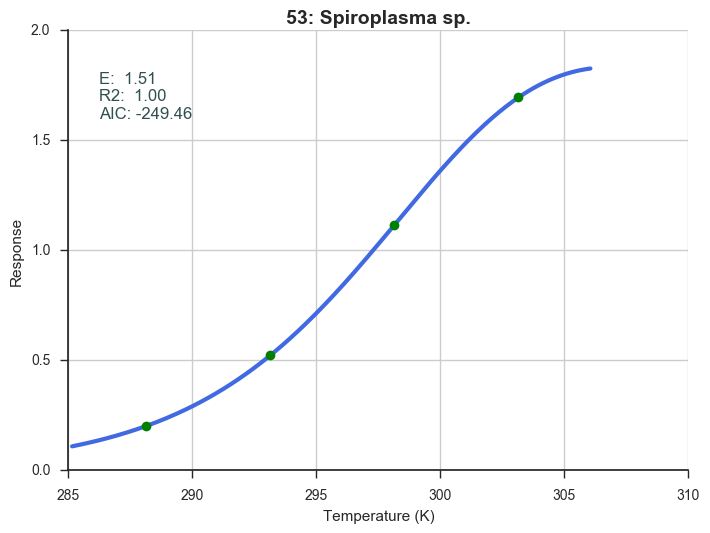 53: Spiroplasma sp.
2.0
E:  1.51
R2:  1.00
AIC: -249.46
1.5
Response
1.0
0.5
0.0
285 290 295 300 305 310
Temperature (K)